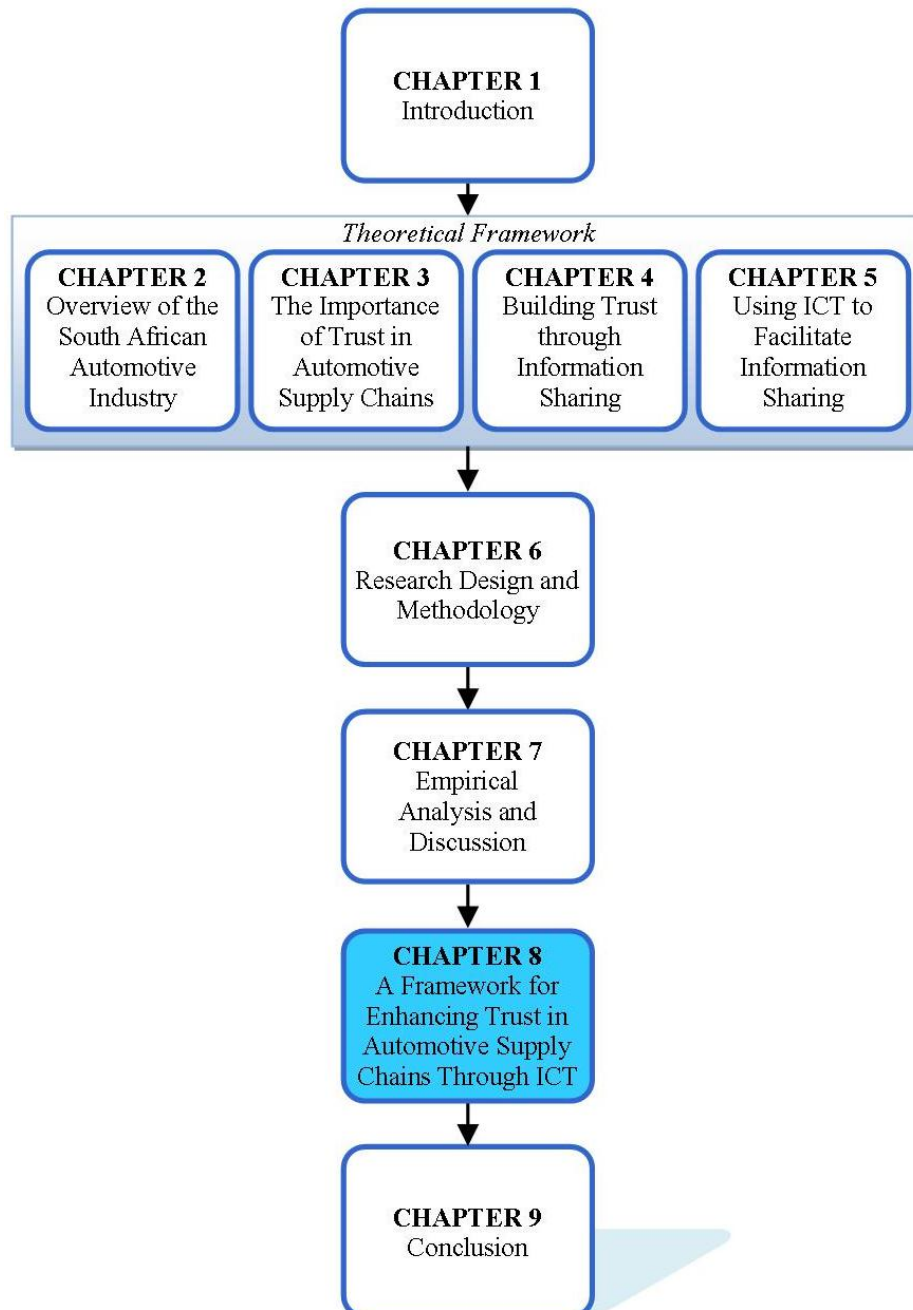 CHAPTER 1
Introduction
Theoretical Framework
CHAPTER 2
Overview of the
South African
Automotive
Industry
CHAPTER 3
The Importance
of Trust in
Automotive
Supply Chains
CHAPTER 4
Building Trust
through
Information
Sharing
CHAPTER 5
Using ICT to
Facilitate
Information
Sharing
CHAPTER 6
Research Design and
Methodology
CHAPTER 7
Empirical
Analysis and
Discussion
CHAPTER 8
A Framework for
Enhancing Trust in
Automotive Supply
Chains Through ICT
CHAPTER 9
Conclusion